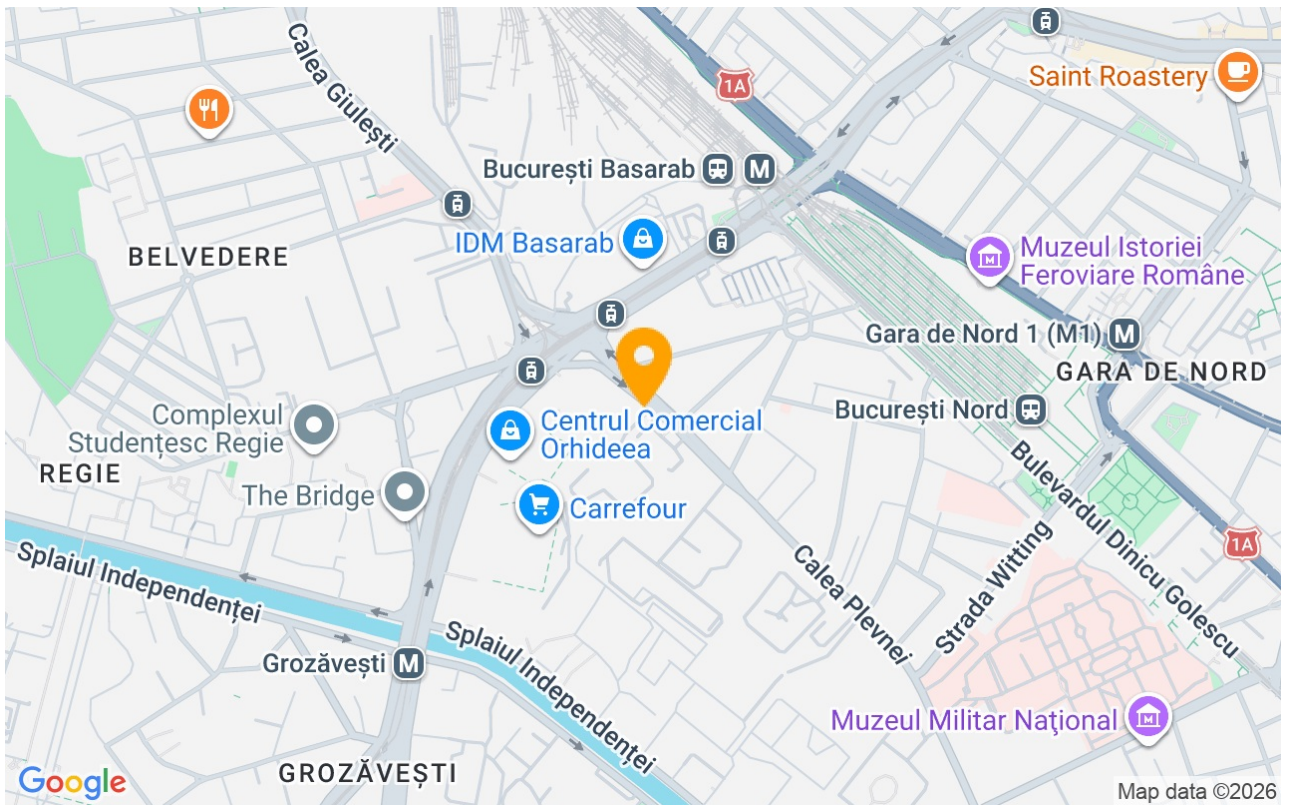 Calea Giulești
1A
Saint Roastery
București Basarab
M
BELVEDERE
IDM Basarab
Muzeul Istoriei
Feroviare Române
Gara de Nord 1 (M1)
M
GARA DE NORD
Complexul
Studențesc Regie
Centrul Comercial
Orhideea
București Nord
REGIE
The Bridge
Carrefour
Bulevardul Dinicu Golescu
1A
Splaiul Independenței
Calea Plevnei
Strada Witting
Splaiul Independenței
Grozăvești
M
Muzeul Militar Naţional
GROZĂVEȘTI
Google
Map data ©2026